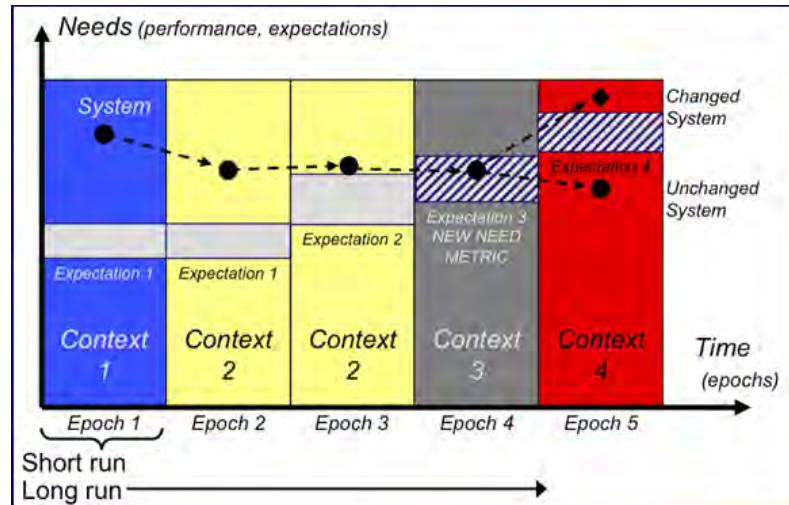 Needs (performance, expectations)
System
Changed
System
Unchanged
System
Expectation 1
Expectation 1
Expectation 2
Expectation 3
NEW NEED
METRIC
Expectation 4
Context
1
Context
2
Context
2
Context
3
Context
4
Time
(epochs)
Epoch 1
Epoch 2
Epoch 3
Epoch 4
Epoch 5
Short run
Long run